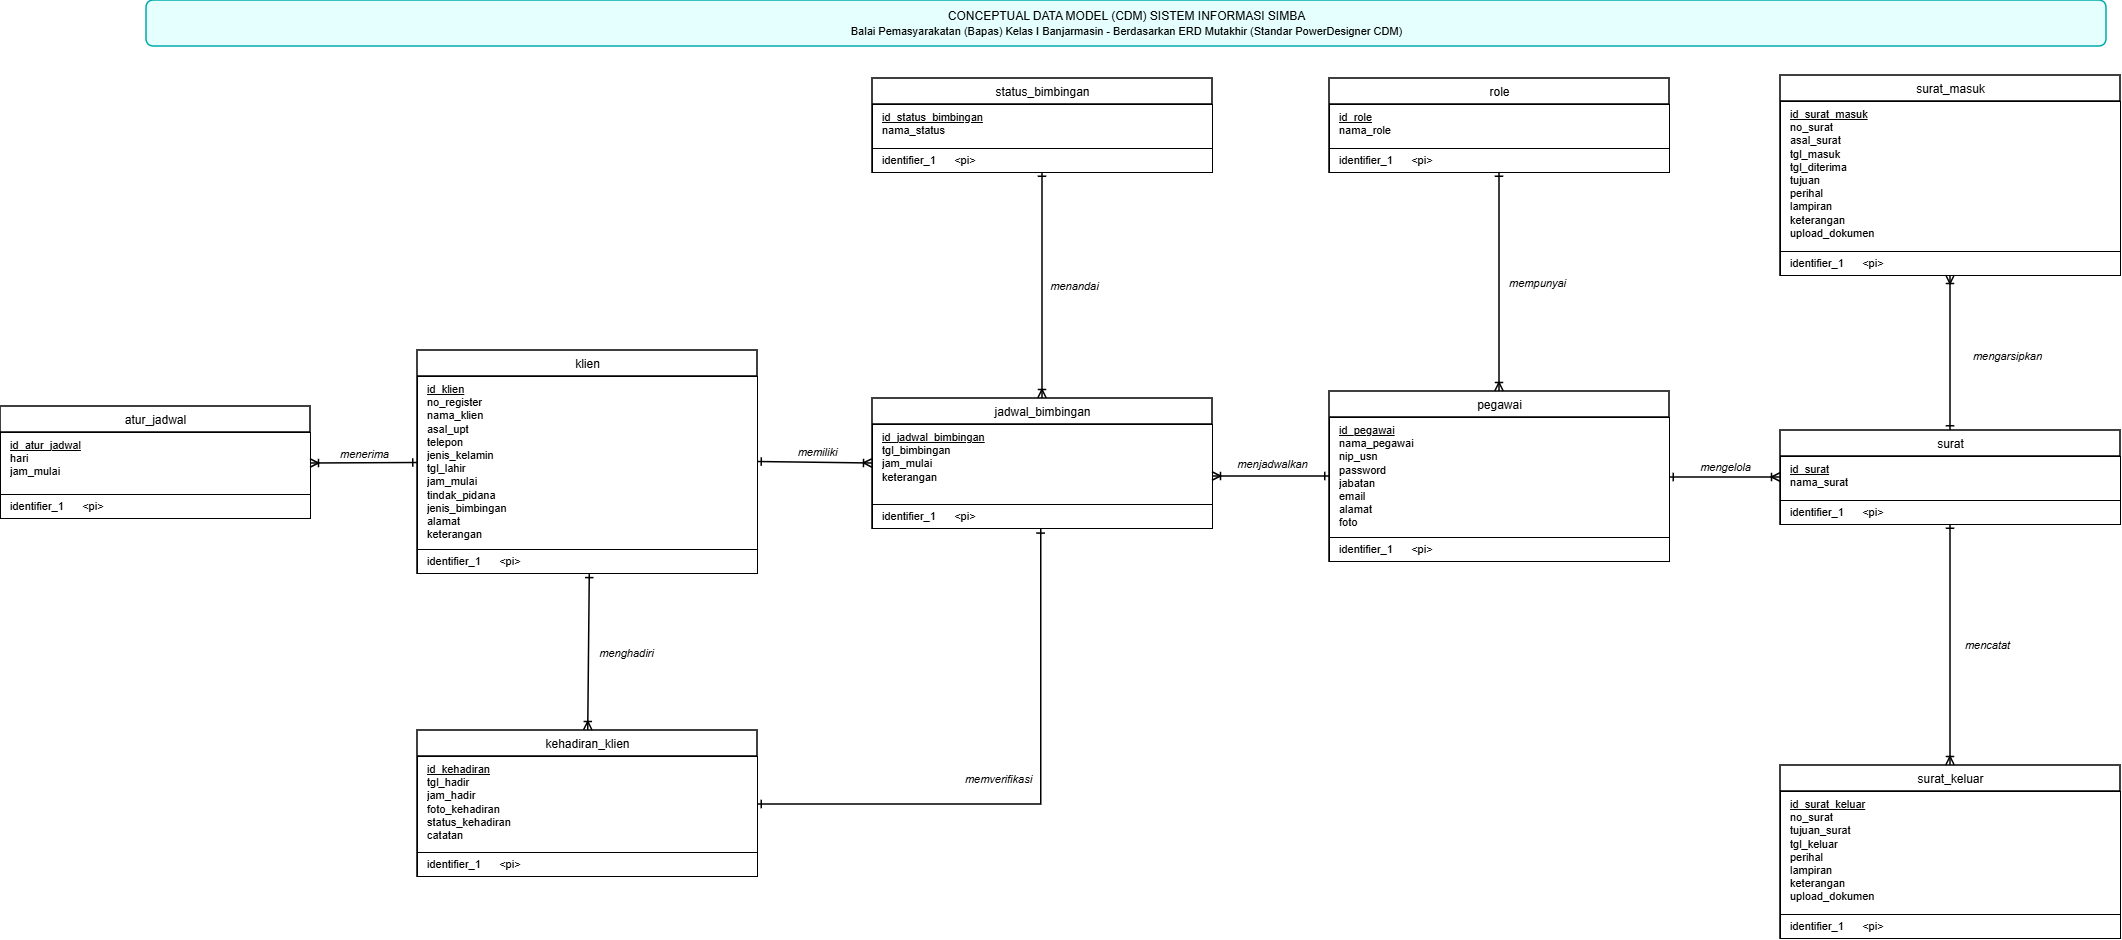 CONCEPTUAL DATA MODEL (CDM) SISTEM INFORMASI SIMBA
Balai Pemasyarakatan (Bapas) Kelas I Banjarmasin - Berdasarkan ERD Mutakhir (Standar PowerDesigner CDM)
status_bimbingan
id_status_bimbingan
nama_status
identifier_1 <pi>
role
id_role
nama_role
identifier_1 <pi>
surat_masuk
id_surat_masuk
no_surat
asal_surat
tgl_masuk
tgl_diterima
tujuan
perihal
lampiran
keterangan
upload_dokumen
identifier_1 <pi>
menandai
mempunyai
mengarsipkan
atur_jadwal
id_atur_jadwal
hari
jam_mulai
identifier_1 <pi>
menerima
klien
id_klien
no_register
nama_klien
asal_upt
telepon
jenis_kelamin
tgl_lahir
jam_mulai
tindak_pidana
jenis_bimbingan
alamat
keterangan
identifier_1 <pi>
memiliki
jadwal_bimbingan
id_jadwal_bimbingan
tgl_bimbingan
jam_mulai
keterangan
identifier_1 <pi>
menjadwalkan
pegawai
id_pegawai
nama_pegawai
nip_usn
password
jabatan
email
alamat
foto
identifier_1 <pi>
mengelola
surat
id_surat
nama_surat
identifier_1 <pi>
menghadiri
mencatat
kehadiran_klien
id_kehadiran
tgl_hadir
jam_hadir
foto_kehadiran
status_kehadiran
catatan
identifier_1 <pi>
memverifikasi
surat_keluar
id_surat_keluar
no_surat
tujuan_surat
tgl_keluar
perihal
lampiran
keterangan
upload_dokumen
identifier_1 <pi>